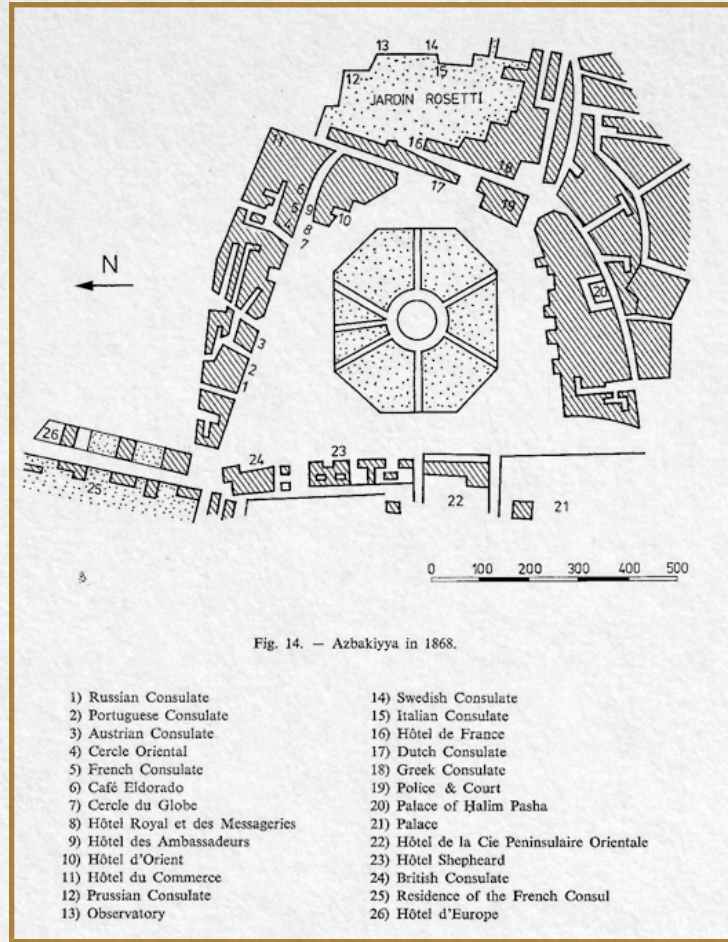 13 14
12 15
JARDIN ROSETTI
11 16
18
6 17
5 9 19
4 8 10
7
N
20
3
2
1
26
24 23
25 22 21
0 100 200 300 400 500
Fig. 14. — Azbakiyya in 1868.
1) Russian Consulate
2) Portuguese Consulate
3) Austrian Consulate
4) Cercle Oriental
5) French Consulate
6) Café Eldorado
7) Cercle du Globe
8) Hôtel Royal et des Messageries
9) Hôtel des Ambassadeurs
10) Hôtel d'Orient
11) Hôtel du Commerce
12) Prussian Consulate
13) Observatory
14) Swedish Consulate
15) Italian Consulate
16) Hôtel de France
17) Dutch Consulate
18) Greek Consulate
19) Police & Court
20) Palace of Ḥalim Pasha
21) Palace
22) Hôtel de la Cie Peninsulaire Orientale
23) Hôtel Shepheard
24) British Consulate
25) Residence of the French Consul
26) Hôtel d'Europe